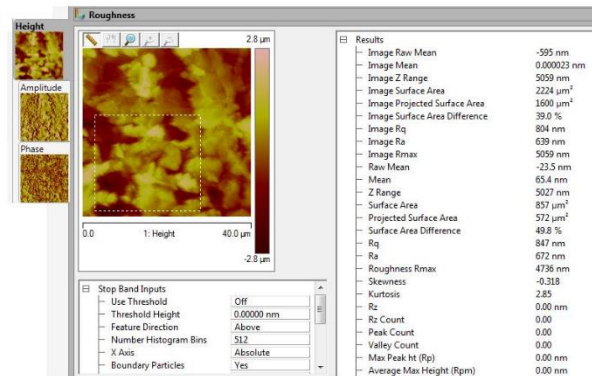 Height
Amplitude
Phase
Roughness
2.8 µm
-2.8 µm
0.0 1: Height 40.0 µm
Stop Band Inputs
Use Threshold Off
Threshold Height 0.00000 nm
Feature Direction Above
Number Histogram Bins 512
X Axis Absolute
Boundary Particles Yes
Results
Image Raw Mean -595 nm
Image Mean 0.000023 nm
Image Z Range 5059 nm
Image Surface Area 2224 µm²
Image Projected Surface Area 1600 µm²
Image Surface Area Difference 39.0 %
Image Rq 804 nm
Image Ra 639 nm
Image Rmax 5059 nm
Raw Mean -23.5 nm
Mean 65.4 nm
Z Range 5027 nm
Surface Area 857 µm²
Projected Surface Area 572 µm²
Surface Area Difference 49.8 %
Rq 847 nm
Ra 672 nm
Roughness Rmax 4736 nm
Skewness -0.318
Kurtosis 2.85
Rz 0.00 nm
Rz Count 0.00
Peak Count 0.00
Valley Count 0.00
Max Peak ht (Rp) 0.00 nm
Average Max Height (Rpm) 0.00 nm